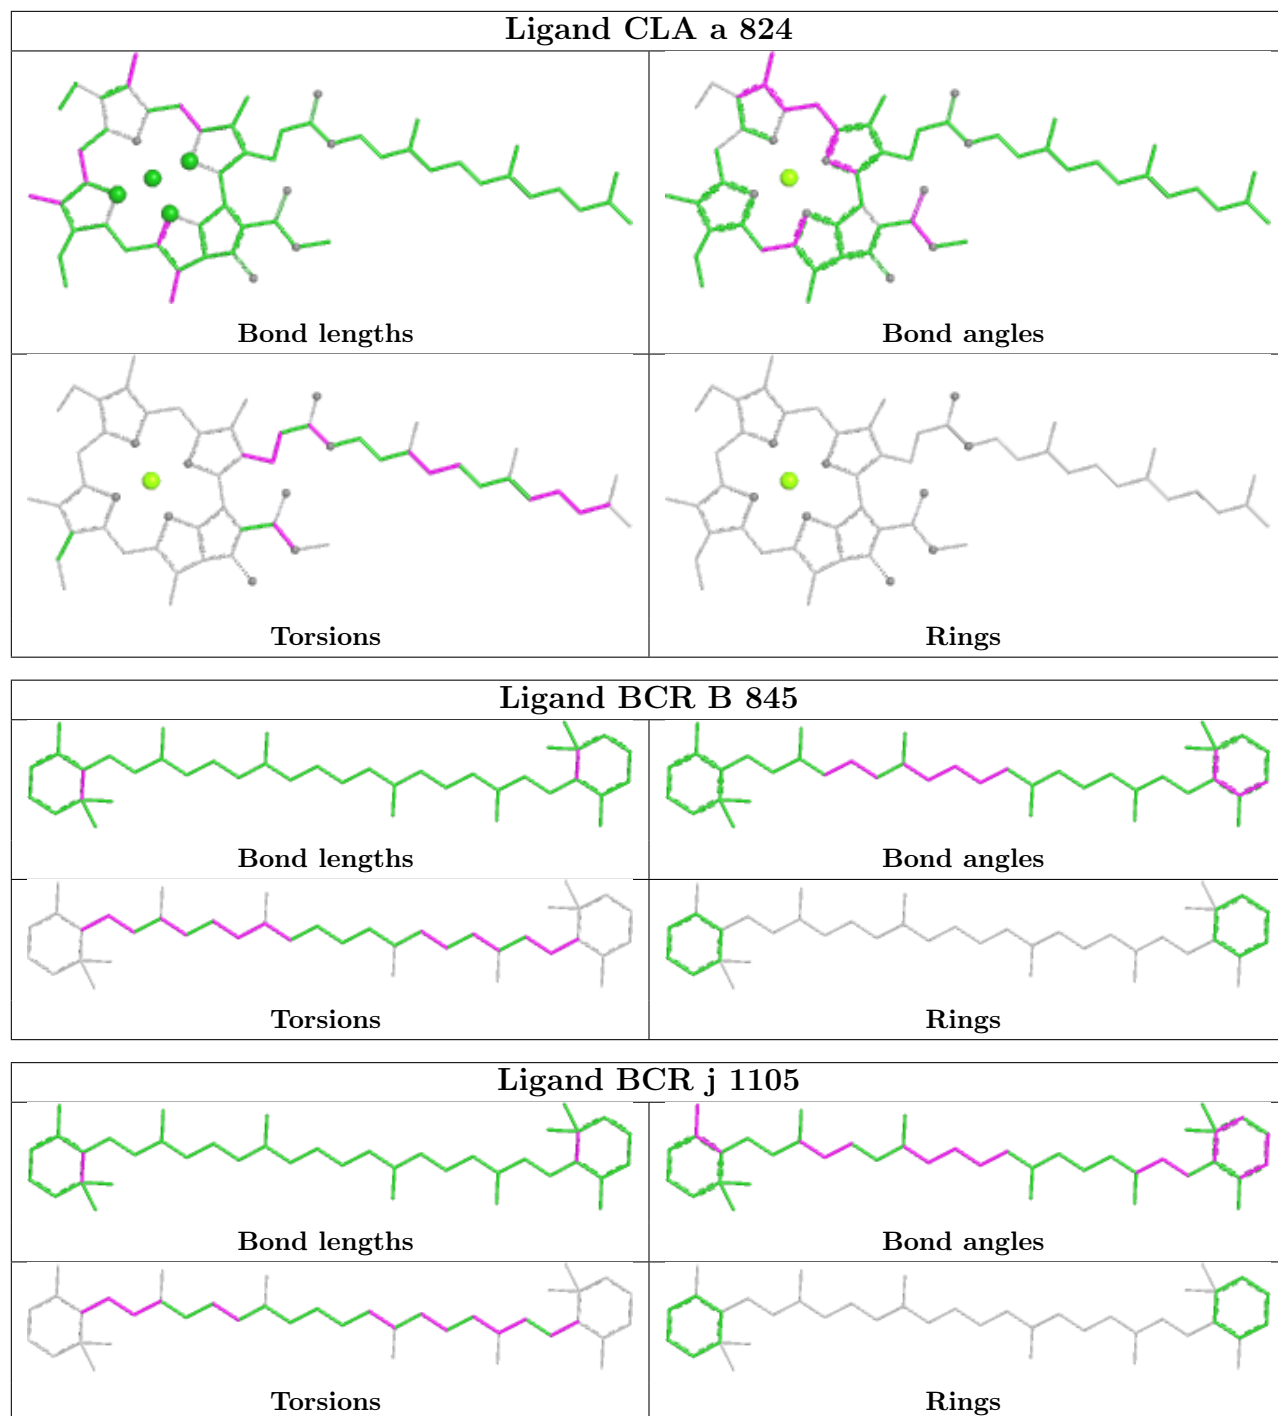 Ligand CLA a 824
Bond lengths
Bond angles
Torsions
Rings
Ligand BCR B 845
Bond lengths
Bond angles
Torsions
Rings
Ligand BCR j 1105
Bond lengths
Bond angles
Torsions
Rings